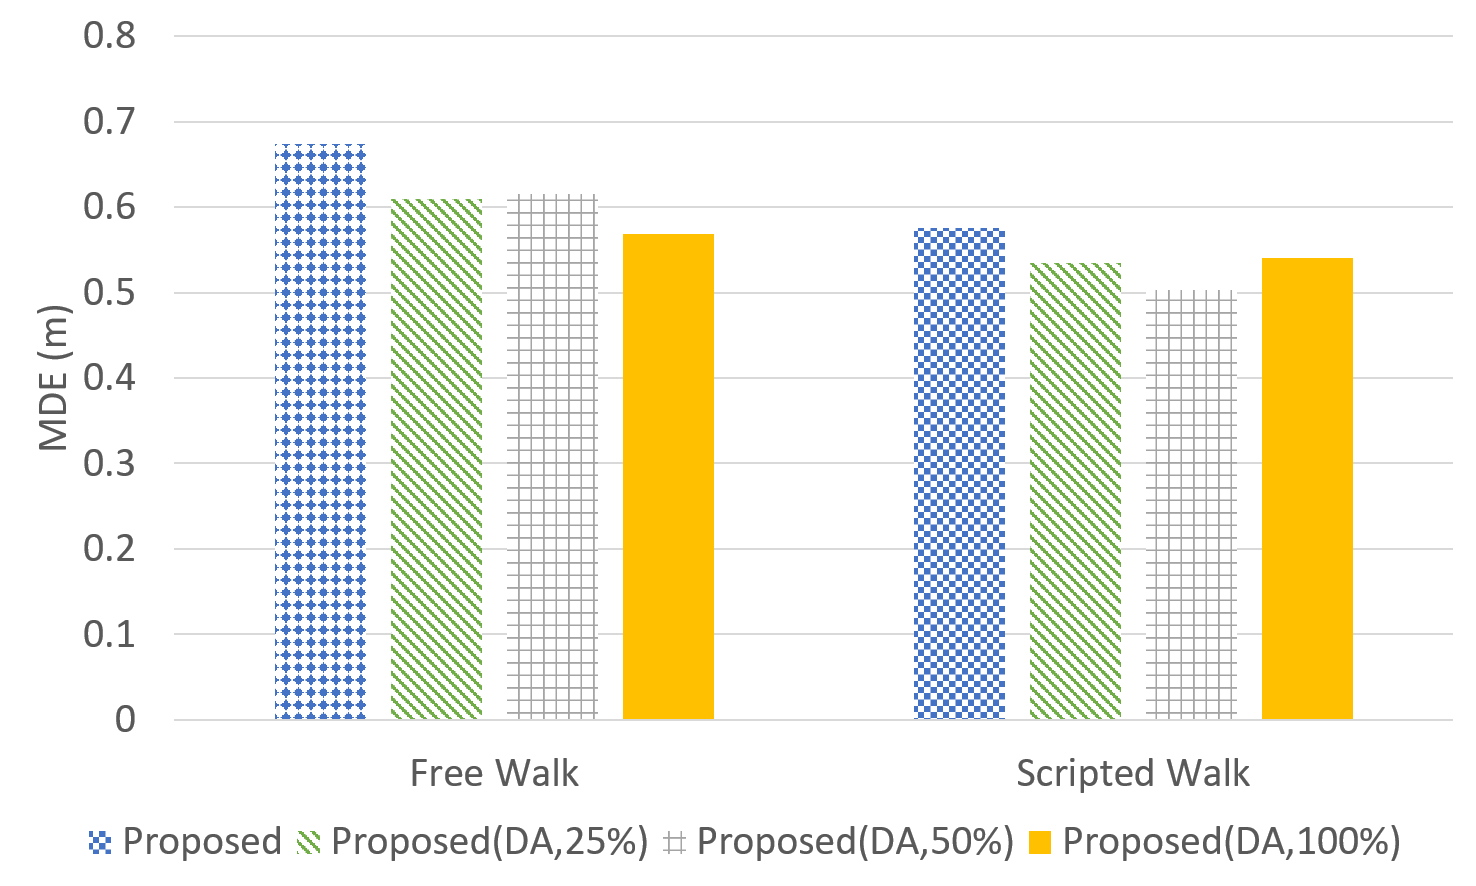 0.8
0.7
0.6
0.5
0.4
0.3
0.2
0.1
0
MDE (m)
Free Walk
Scripted Walk
Proposed
Proposed(DA,25%)
Proposed(DA,50%)
Proposed(DA,100%)